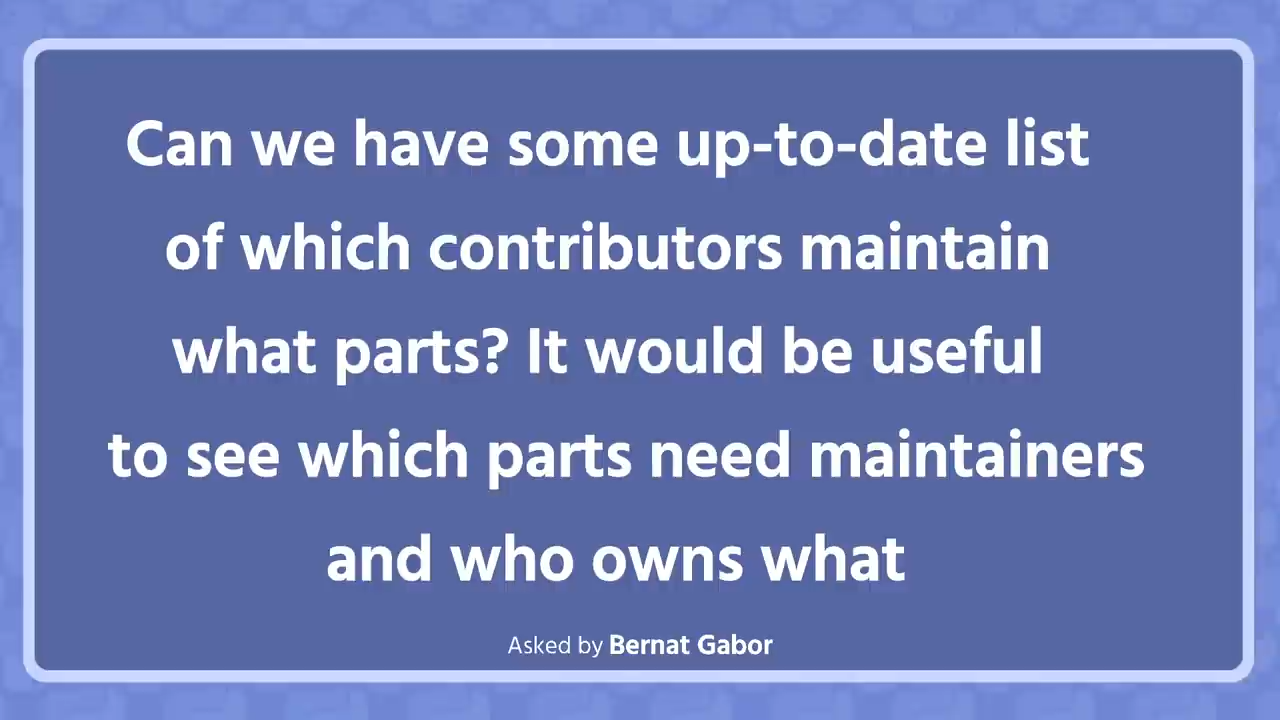 Can we have some up-to-date list
of which contributors maintain
what parts? It would be useful
to see which parts need maintainers
and who owns what
Asked by Bernat Gabor